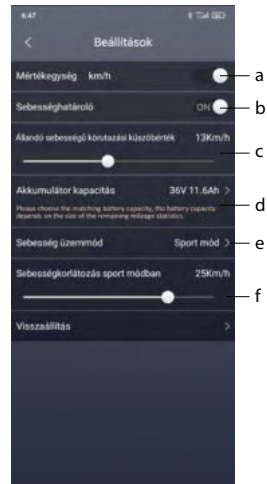 6:47
Beállítások
Mértékegység km/h
a
Sebességhatároló ON
b
Állandó sebességű körutazási küszöbérték 13Km/h
c
Akkumulátor kapacitás 36V 11.6Ah
Please choose the matching battery capacity, the battery capacity
depends on the size of the remaining mileage statistics.
d
Sebesség üzemmód Sport mód
e
Sebességkorlátozás sport módban 25Km/h
f
Visszaállítás